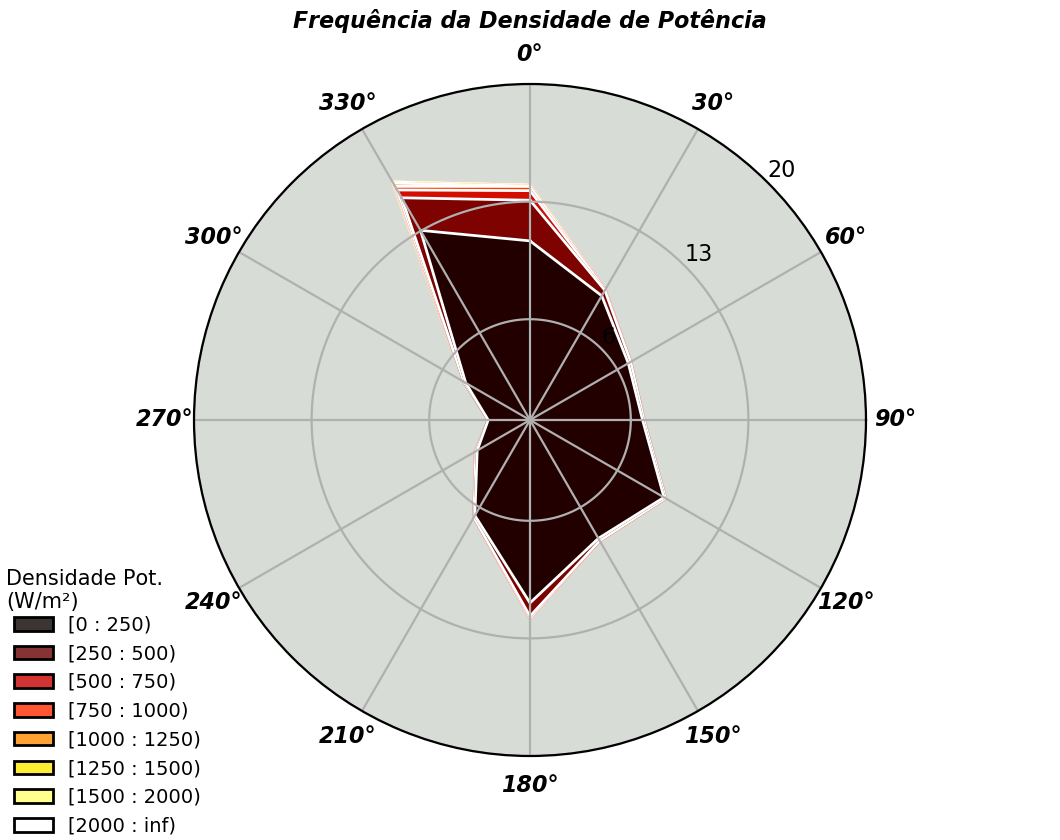 Frequência da Densidade de Potência
0°
330°
30°
20
300°
60°
13
6
270°
90°
Densidade Pot.
(W/m²)
240°
120°
[0 : 250)
[250 : 500)
[500 : 750)
[750 : 1000)
210°
150°
[1000 : 1250)
[1250 : 1500)
180°
[1500 : 2000)
[2000 : inf)